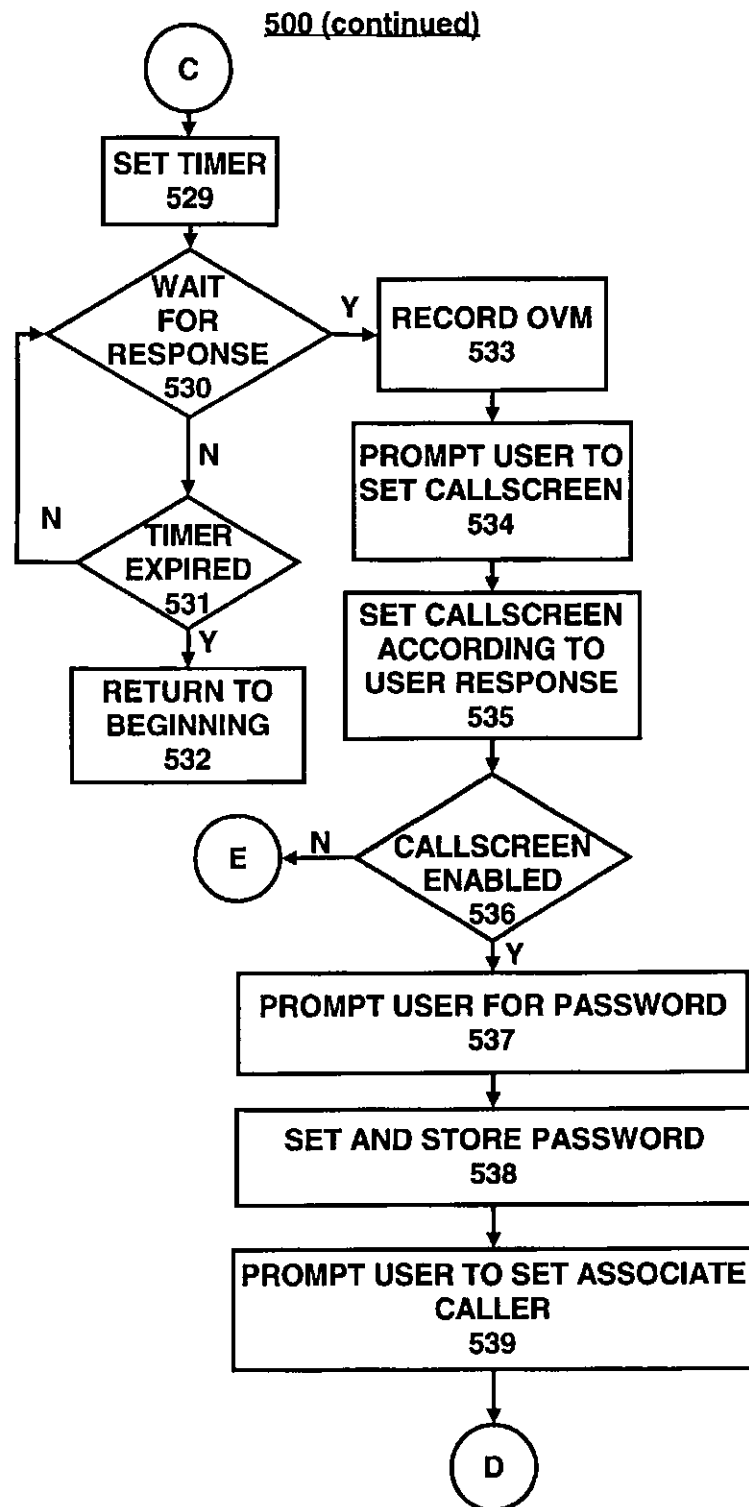 500 (continued)
C
SET TIMER
529
WAIT
FOR
RESPONSE
530
Y
N
TIMER
EXPIRED
531
N
Y
RETURN TO
BEGINNING
532
RECORD OVM
533
PROMPT USER TO
SET CALLSCREEN
534
SET CALLSCREEN
ACCORDING TO
USER RESPONSE
535
CALLSCREEN
ENABLED
536
N
E
Y
PROMPT USER FOR PASSWORD
537
SET AND STORE PASSWORD
538
PROMPT USER TO SET ASSOCIATE
CALLER
539
D